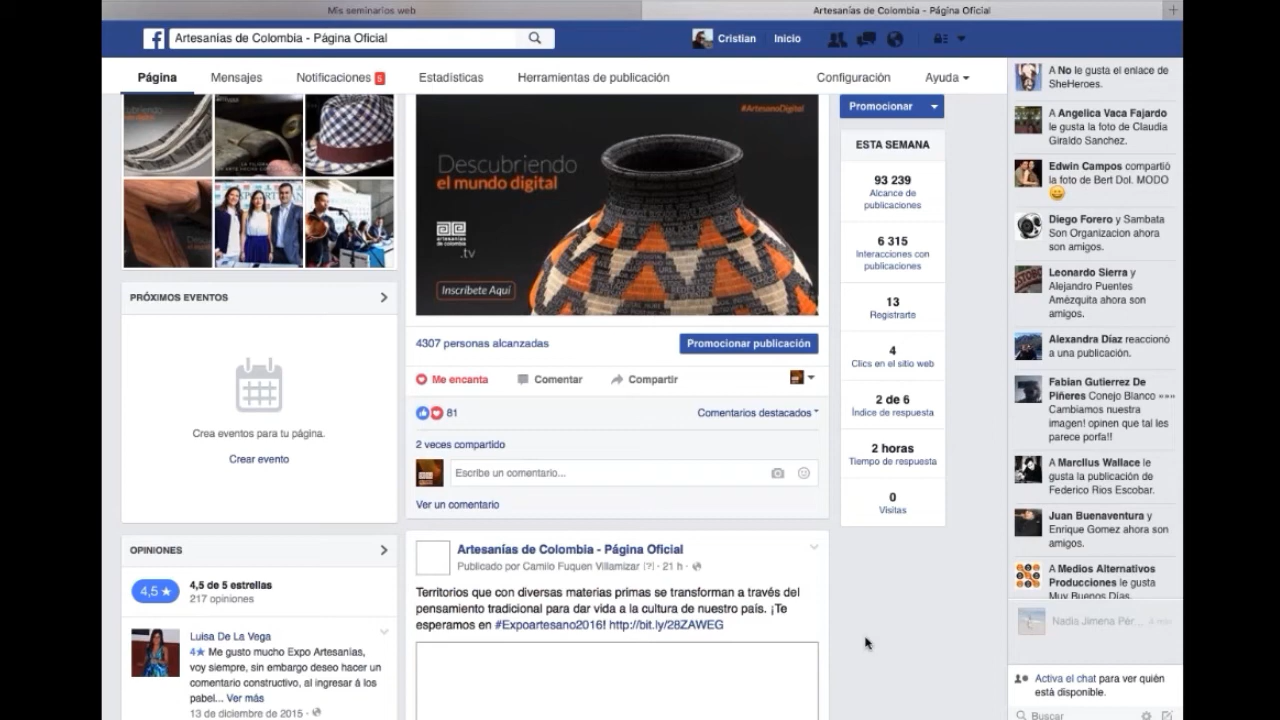 Mis seminarios web
Artesanías de Colombia - Página Oficial
Artesanías de Colombia - Página Oficial
Cristian
Inicio
Página
Mensajes
Notificaciones 5
Estadísticas
Herramientas de publicación
Configuración
Ayuda
#ArtesanoDigital
Descubriendo
el mundo digital
artesanías
de colombia
.tv
Inscríbete Aquí
PRÓXIMOS EVENTOS
Crea eventos para tu página.
Crear evento
OPINIONES
4,5 ★
4,5 de 5 estrellas
217 opiniones
Luisa De La Vega
4★ Me gusto mucho Expo Artesanías,
voy siempre, sin embargo deseo hacer un
comentario constructivo, al ingresar á los
pabel... Ver más
13 de diciembre de 2015 ·
4307 personas alcanzadas
Promocionar publicación
Me encanta
Comentar
Compartir
81
Comentarios destacados
2 veces compartido
Escribe un comentario...
Ver un comentario
Artesanías de Colombia - Página Oficial
Publicado por Camilo Fuquen Villamizar [?] · 21 h ·
Territorios que con diversas materias primas se transforman a través del
pensamiento tradicional para dar vida a la cultura de nuestro país. ¡Te
esperamos en #Expoartesano2016! http://bit.ly/28ZAWEG
Promocionar
ESTA SEMANA
93 239
Alcance de
publicaciones
6 315
Interacciones con
publicaciones
13
Registrarte
4
Clics en el sitio web
2 de 6
Índice de respuesta
2 horas
Tiempo de respuesta
0
Visitas
A No le gusta el enlace de
SheHeroes.
A Angelica Vaca Fajardo
le gusta la foto de Claudia
Giraldo Sanchez.
Edwin Campos compartió
la foto de Bert Dol. MODO
Diego Forero y Sambata
Son Organizacion ahora
son amigos.
Leonardo Sierra y
Alejandro Puentes
Amézquita ahora son
amigos.
Alexandra Díaz reaccionó
a una publicación.
Fabian Gutierrez De
Piñeres Conejo Blanco »»»
Cambiamos nuestra
imagen! opinen que tal les
parece porfa!!
A Marcllus Wallace le
gusta la publicación de
Federico Rios Escobar.
Juan Buenaventura y
Enrique Gomez ahora son
amigos.
A Medios Alternativos
Producciones le gusta
Muy Buenos Días.
Nadia Jimena Pér...
Activa el chat para ver quién
está disponible.
Buscar